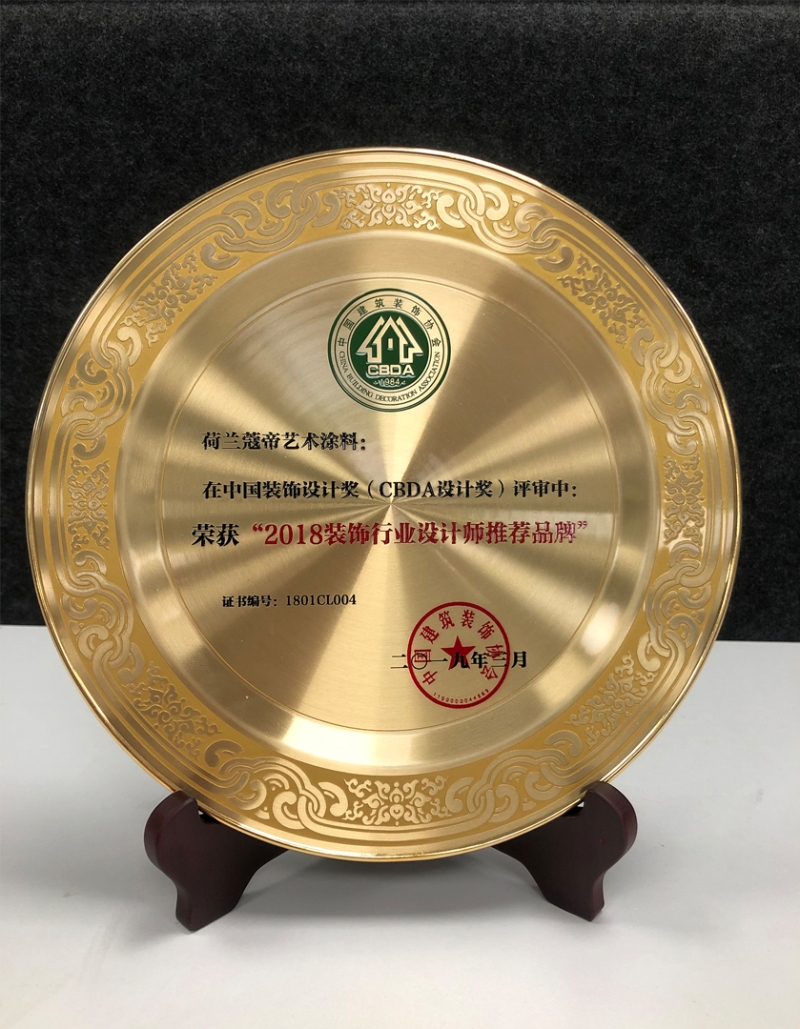 中国建筑装饰协会
CBDA
1984
CHINA BUILDING DECORATION ASSOCIATION
荷兰蔻帝艺术涂料：
在中国装饰设计奖（CBDA设计奖）评审中：
荣获“2018装饰行业设计师推荐品牌”
证书编号：1801CL004
二〇一九年三月
中国建筑装饰协会